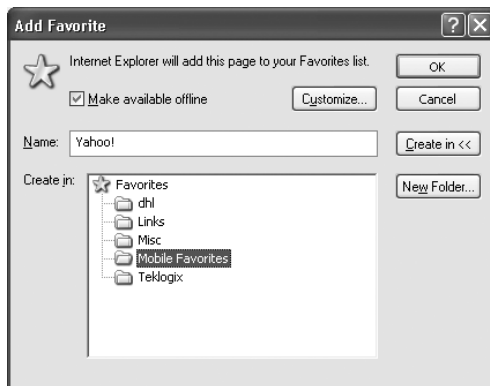 Add Favorite
Internet Explorer will add this page to your Favorites list.
OK
Make available offline
Customize...
Cancel
Name: Yahoo!
Create in <<
Create in:
Favorites
New Folder...
dhl
Links
Misc
Mobile Favorites
Teklogix